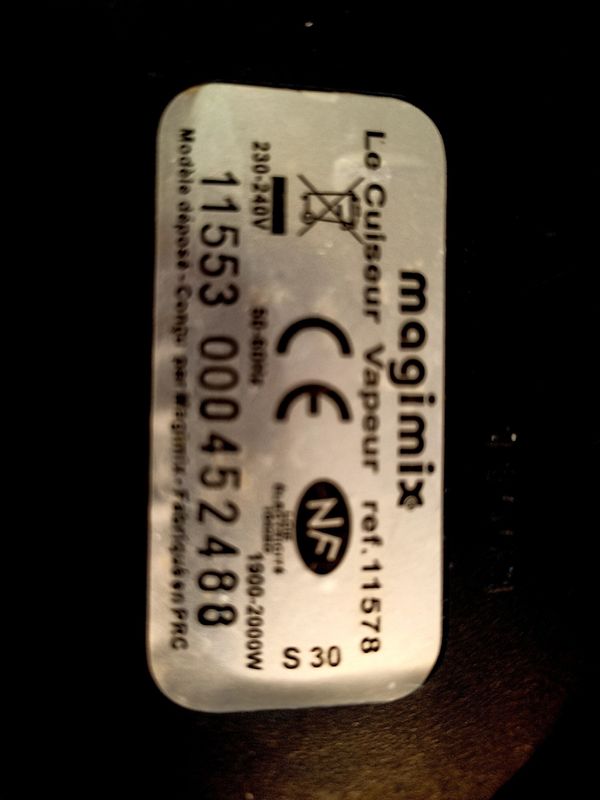 magimix®
Le Cuiseur Vapeur ref.11578
CE NF S 30
230-240V 50-60Hz 1900-2000W
11553 000452488
Modèle déposé - Conçu par Magimix - Fabriqué en PRC